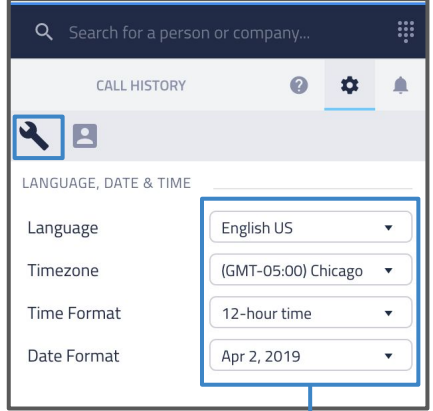 Search for a person or company...
CALL HISTORY
LANGUAGE, DATE & TIME
Language English US
Timezone (GMT-05:00) Chicago
Time Format 12-hour time
Date Format Apr 2, 2019